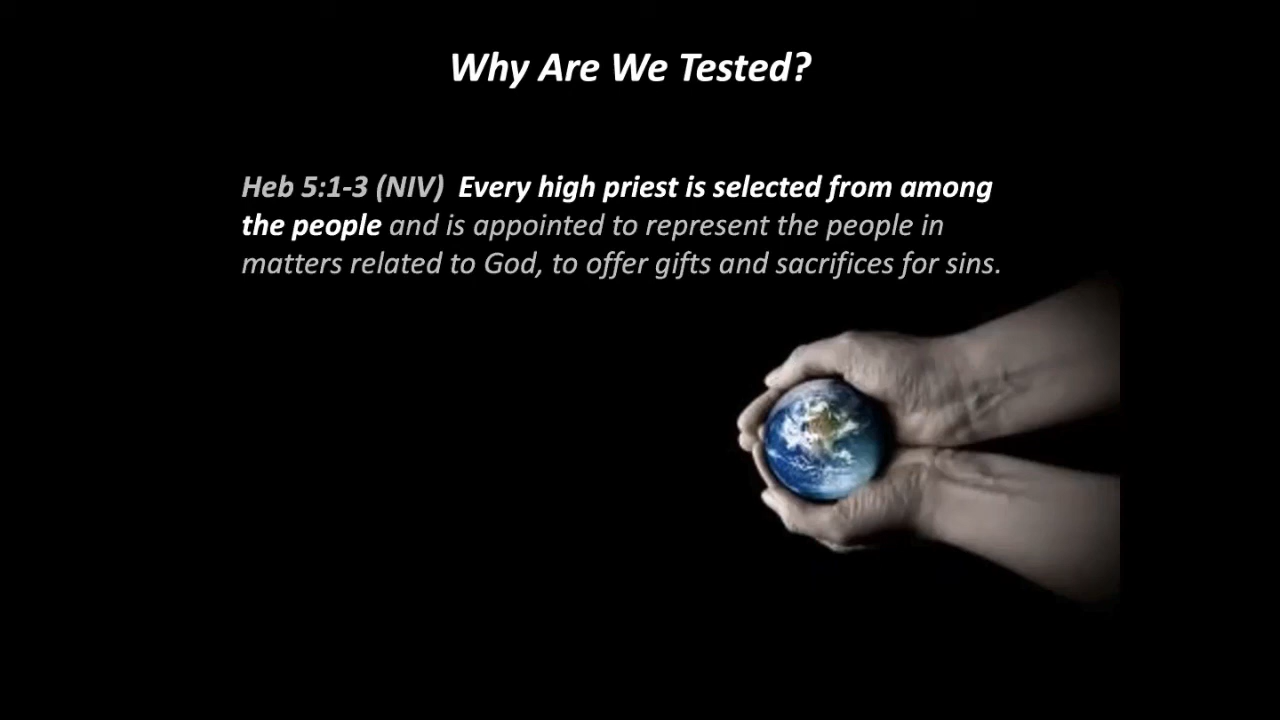 Why Are We Tested?
Heb 5:1-3 (NIV) Every high priest is selected from among
the people and is appointed to represent the people in
matters related to God, to offer gifts and sacrifices for sins.